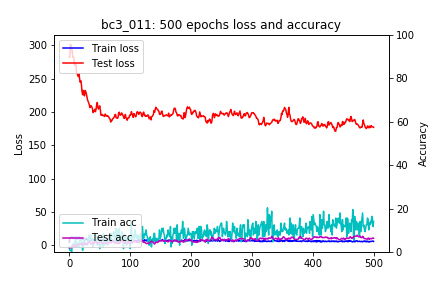 bc3_011: 500 epochs loss and accuracy
Train loss
Test loss
Train acc
Test acc
Loss
300
250
200
150
100
50
0
Accuracy
100
80
60
40
20
0
0 100 200 300 400 500